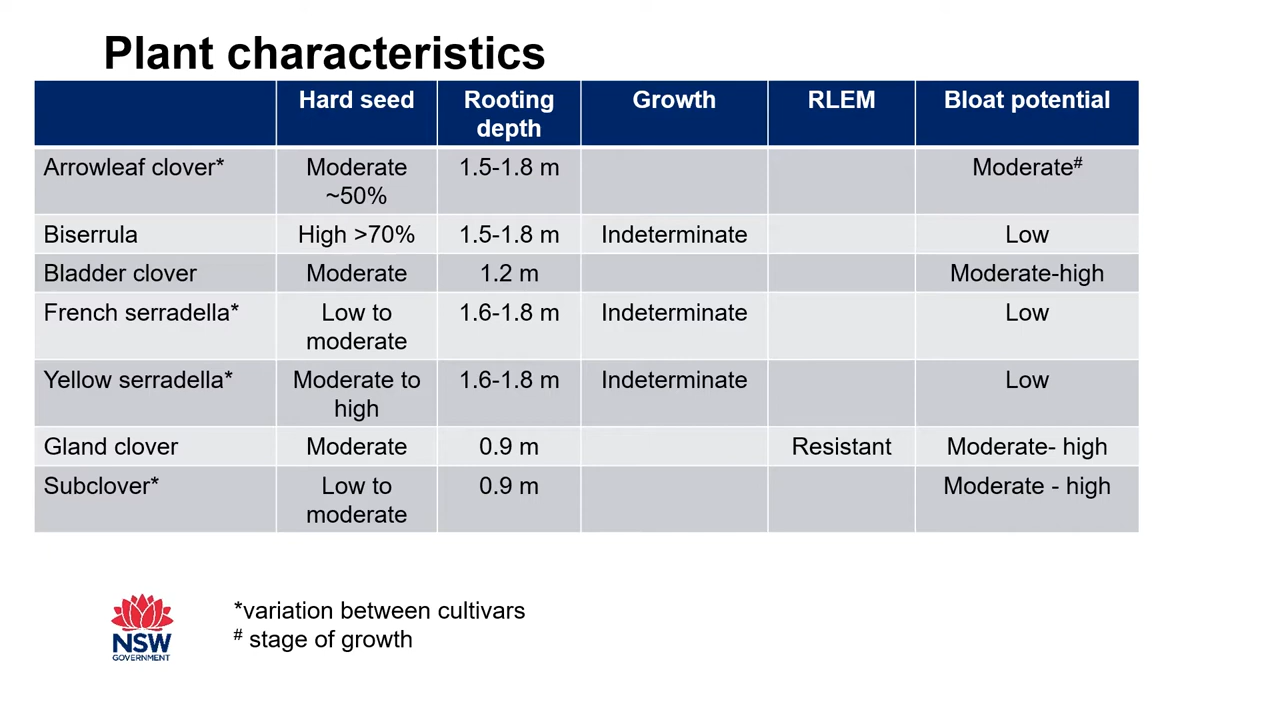 Plant characteristics
Hard seed Rooting depth Growth RLEM Bloat potential
Arrowleaf clover* Moderate ~50% 1.5-1.8 m Moderate#
Biserrula High >70% 1.5-1.8 m Indeterminate Low
Bladder clover Moderate 1.2 m Moderate-high
French serradella* Low to moderate 1.6-1.8 m Indeterminate Low
Yellow serradella* Moderate to high 1.6-1.8 m Indeterminate Low
Gland clover Moderate 0.9 m Resistant Moderate- high
Subclover* Low to moderate 0.9 m Moderate - high
*variation between cultivars
# stage of growth
NSW
GOVERNMENT